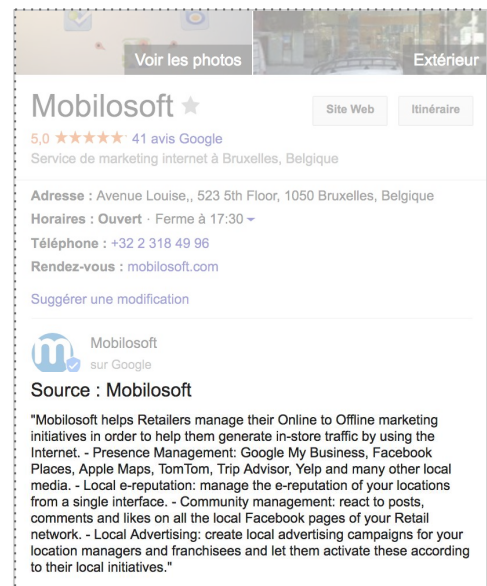 Voir les photos
Extérieur
Mobilosoft
Site Web
Itinéraire
5,0 ★★★★★ 41 avis Google
Service de marketing internet à Bruxelles, Belgique
Adresse : Avenue Louise,, 523 5th Floor, 1050 Bruxelles, Belgique
Horaires : Ouvert · Ferme à 17:30
Téléphone : +32 2 318 49 96
Rendez-vous : mobilosoft.com
Suggérer une modification
m
Mobilosoft
sur Google
Source : Mobilosoft
"Mobilosoft helps Retailers manage their Online to Offline marketing
initiatives in order to help them generate in-store traffic by using the
Internet. - Presence Management: Google My Business, Facebook
Places, Apple Maps, TomTom, Trip Advisor, Yelp and many other local
media. - Local e-reputation: manage the e-reputation of your locations
from a single interface. - Community management: react to posts,
comments and likes on all the local Facebook pages of your Retail
network. - Local Advertising: create local advertising campaigns for your
location managers and franchisees and let them activate these according
to their local initiatives."